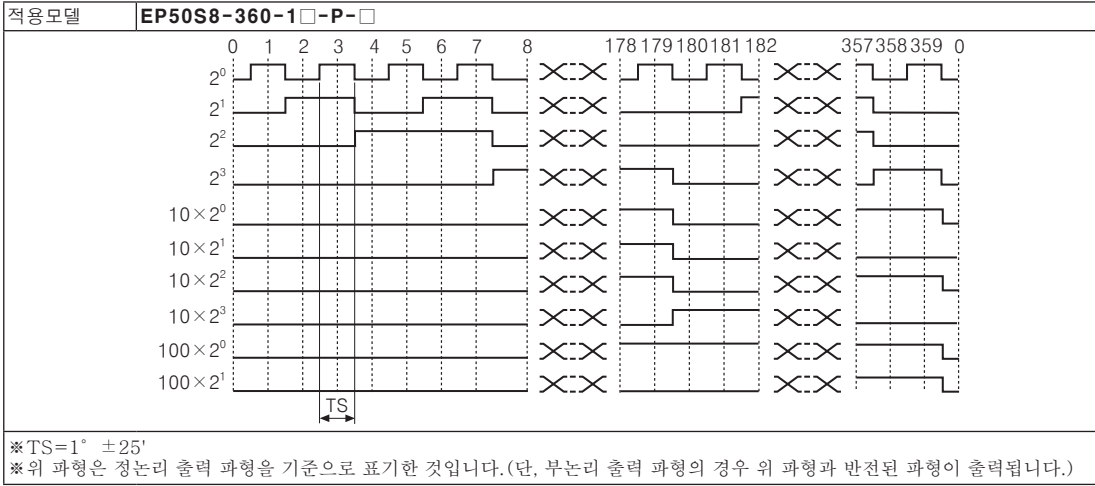 적용모델 EP50S8-360-1□-P-□
0 1 2 3 4 5 6 7 8 178 179 180 181 182 357 358 359 0
2⁰
2¹
2²
2³
10×2⁰
10×2¹
10×2²
10×2³
100×2⁰
100×2¹
TS
※TS=1° ±25'
※위 파형은 정논리 출력 파형을 기준으로 표기한 것입니다.(단, 부논리 출력 파형의 경우 위 파형과 반전된 파형이 출력됩니다.)